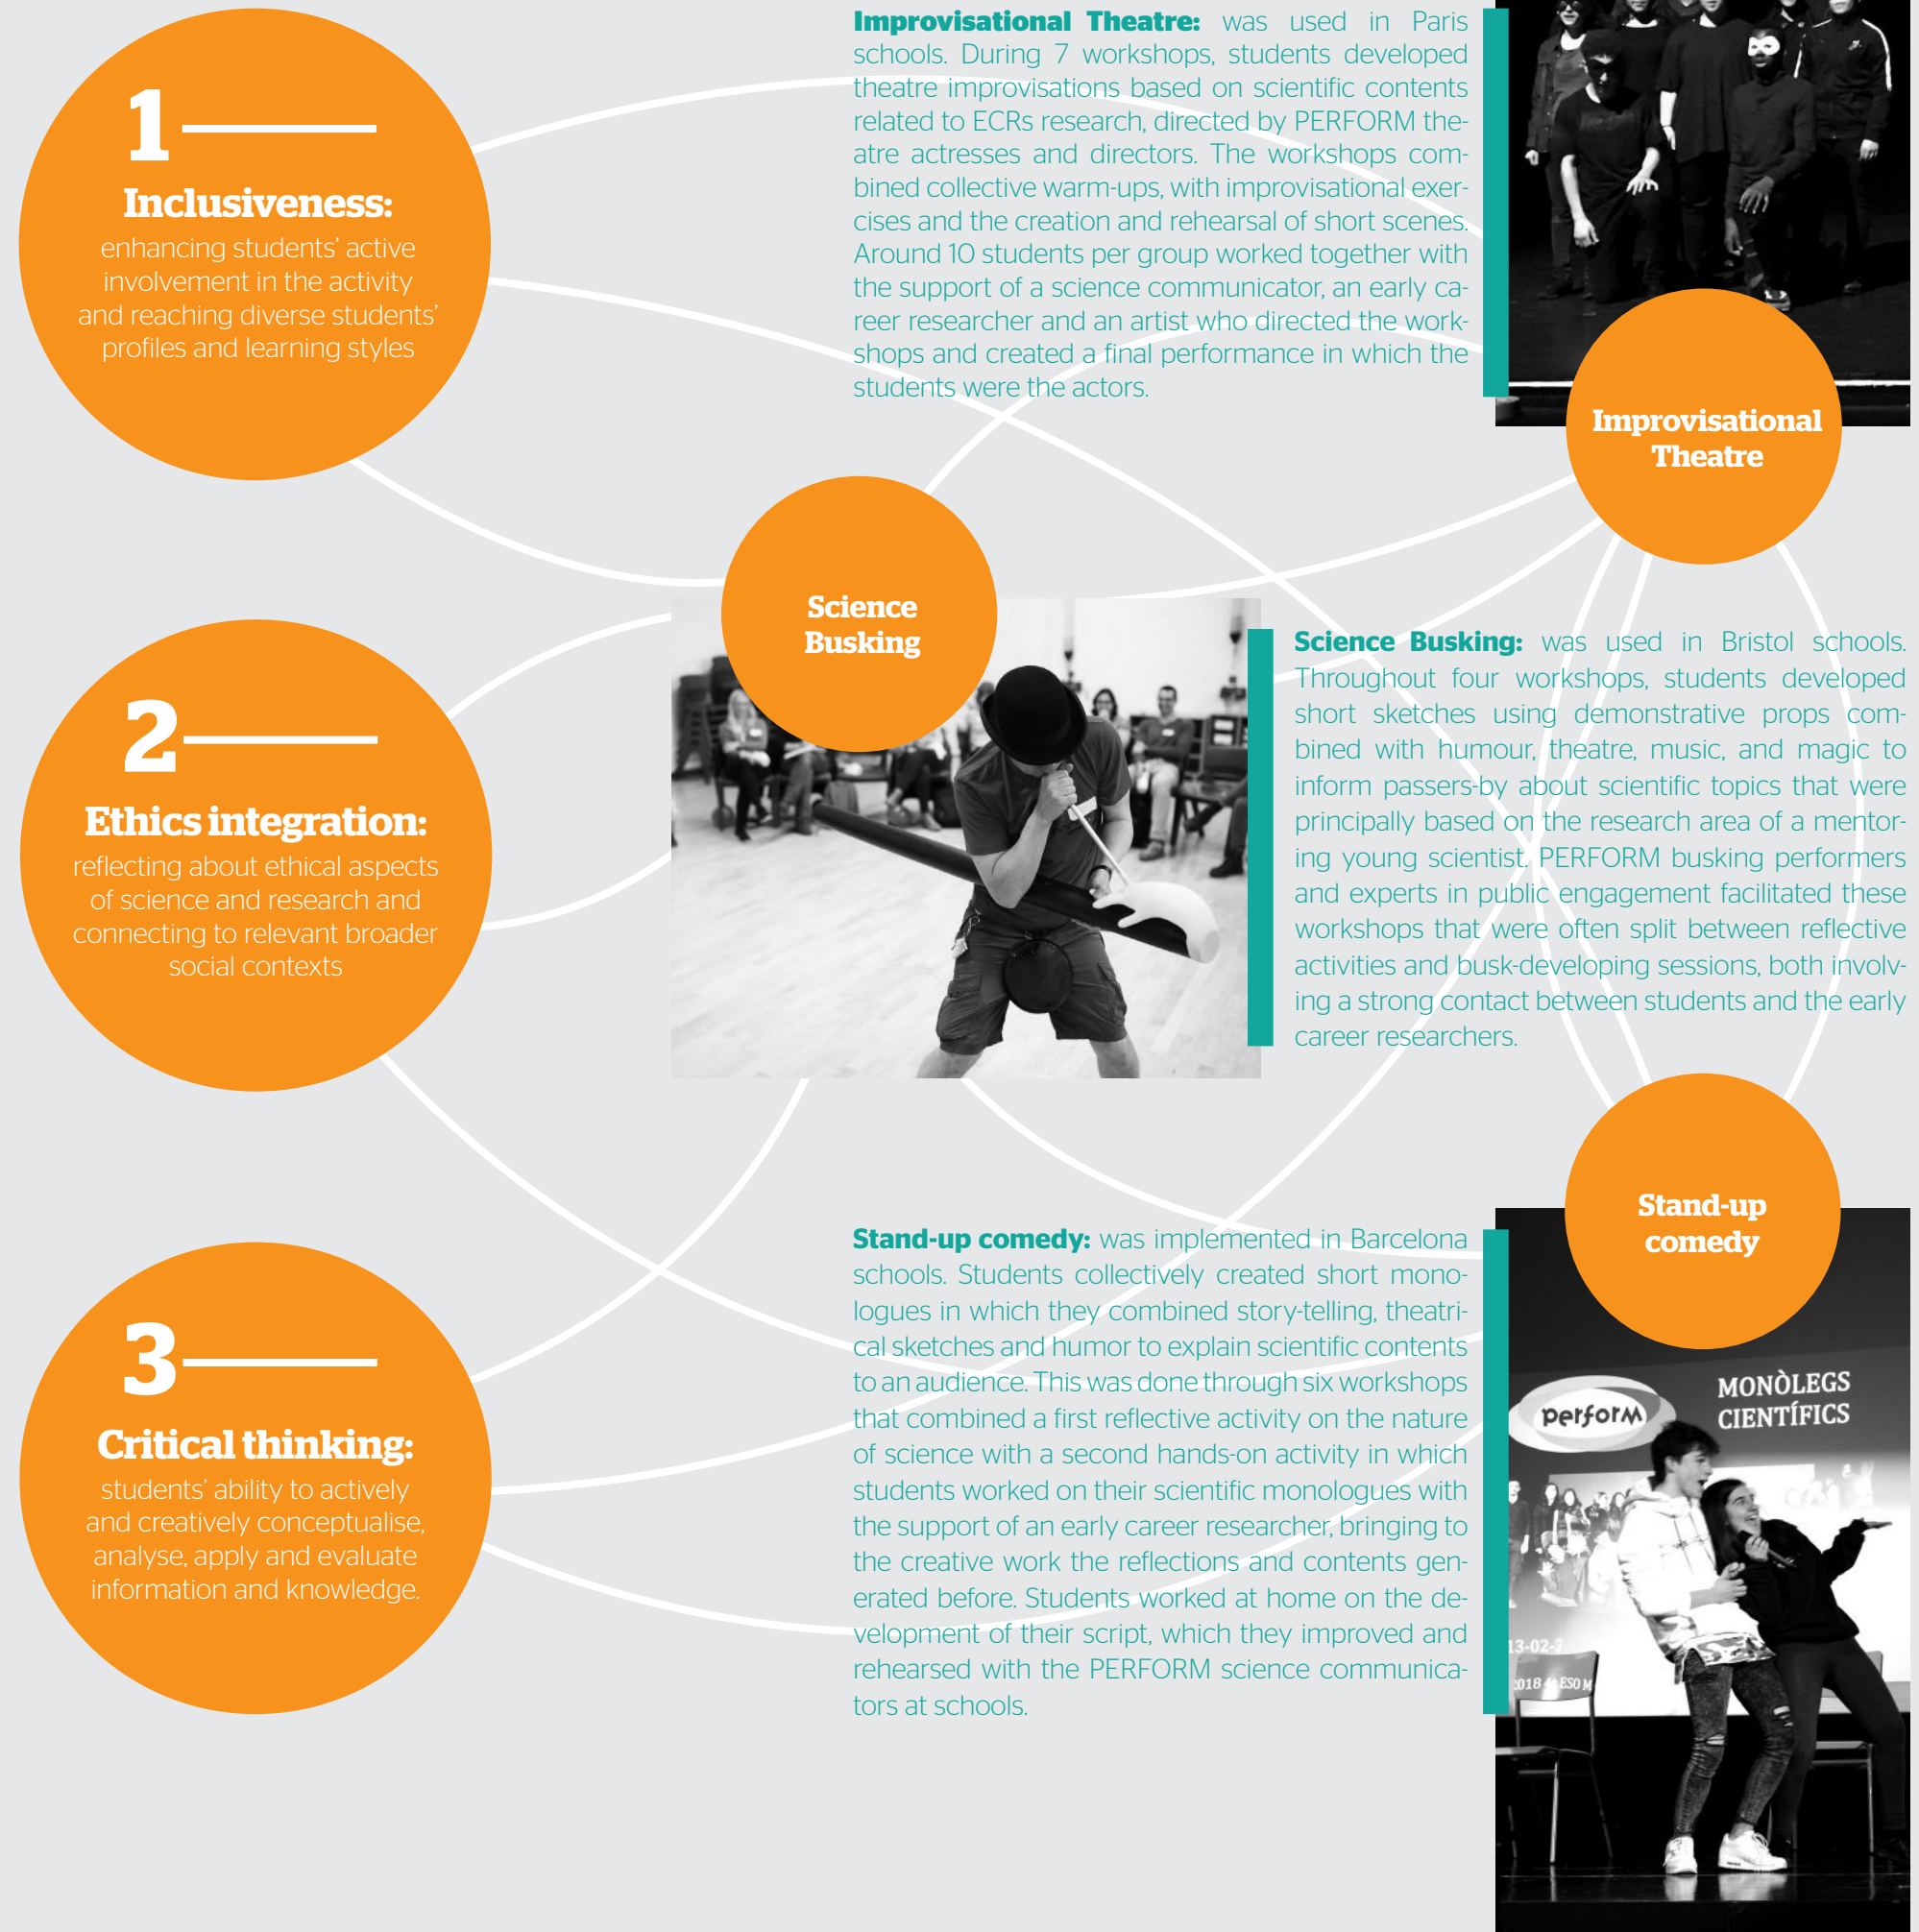 1
Inclusiveness:
enhancing students’ active
involvement in the activity
and reaching diverse students’
profiles and learning styles
2
Ethics integration:
reflecting about ethical aspects
of science and research and
connecting to relevant broader
social contexts
3
Critical thinking:
students’ ability to actively
and creatively conceptualise,
analyse, apply and evaluate
information and knowledge.
Improvisational Theatre: was used in Paris
schools. During 7 workshops, students developed
theatre improvisations based on scientific contents
related to ECRs research, directed by PERFORM the-
atre actresses and directors. The workshops com-
bined collective warm-ups, with improvisational exer-
cises and the creation and rehearsal of short scenes.
Around 10 students per group worked together with
the support of a science communicator, an early ca-
reer researcher and an artist who directed the work-
shops and created a final performance in which the
students were the actors.
Improvisational
Theatre
Science
Busking
Science Busking: was used in Bristol schools.
Throughout four workshops, students developed
short sketches using demonstrative props com-
bined with humour, theatre, music, and magic to
inform passers-by about scientific topics that were
principally based on the research area of a mentor-
ing young scientist. PERFORM busking performers
and experts in public engagement facilitated these
workshops that were often split between reflective
activities and busk-developing sessions, both involv-
ing a strong contact between students and the early
career researchers.
Stand-up
comedy
Stand-up comedy: was implemented in Barcelona
schools. Students collectively created short mono-
logues in which they combined story-telling, theatri-
cal sketches and humor to explain scientific contents
to an audience. This was done through six workshops
that combined a first reflective activity on the nature
of science with a second hands-on activity in which
students worked on their scientific monologues with
the support of an early career researcher, bringing to
the creative work the reflections and contents gen-
erated before. Students worked at home on the de-
velopment of their script, which they improved and
rehearsed with the PERFORM science communica-
tors at schools.
perforM
MONÒLEGS
CIENTÍFICS
13-02-2
2018 4t ESO M